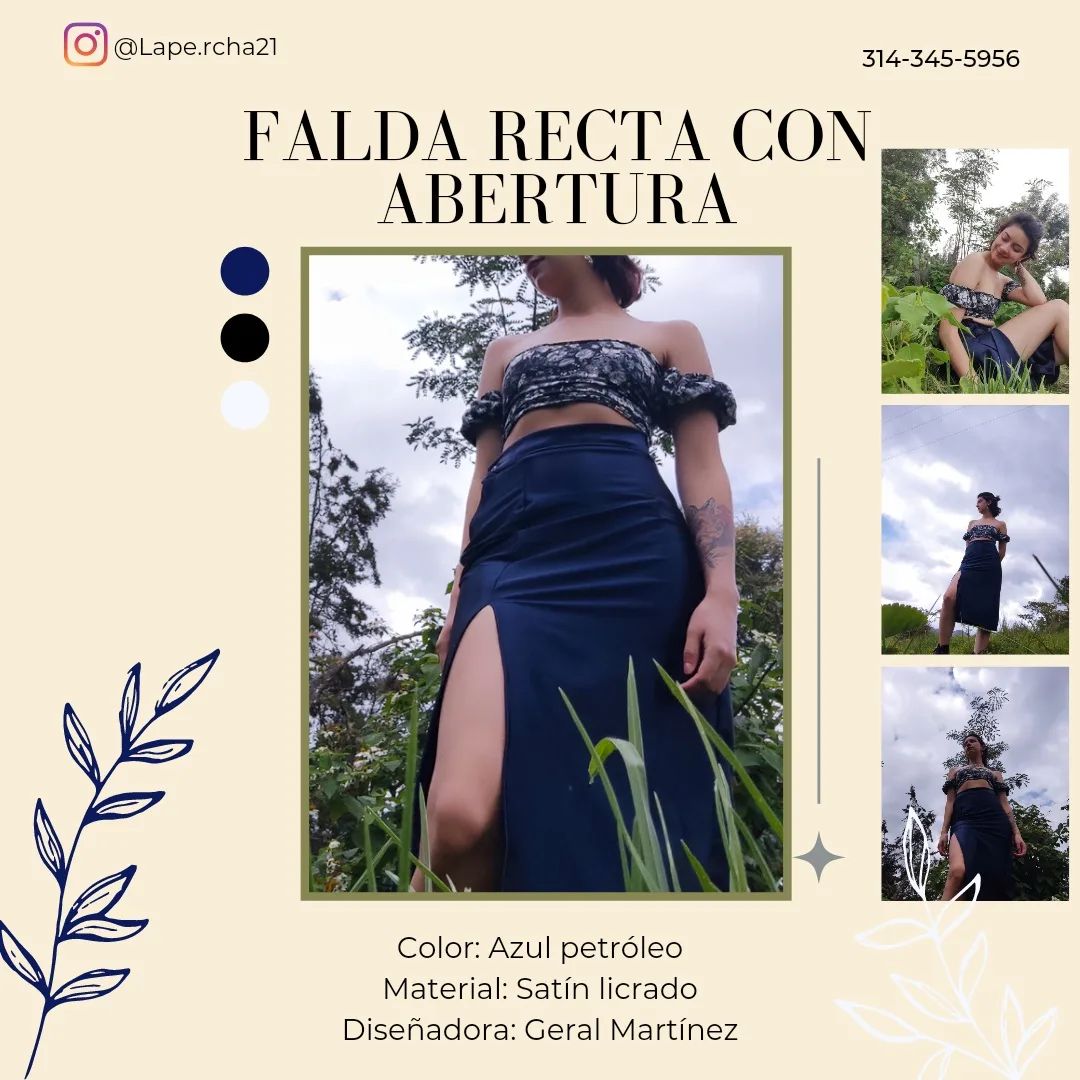 @Lape.rcha21
314-345-5956
FALDA RECTA CON
ABERTURA
Color: Azul petróleo
Material: Satín licrado
Diseñadora: Geral Martínez